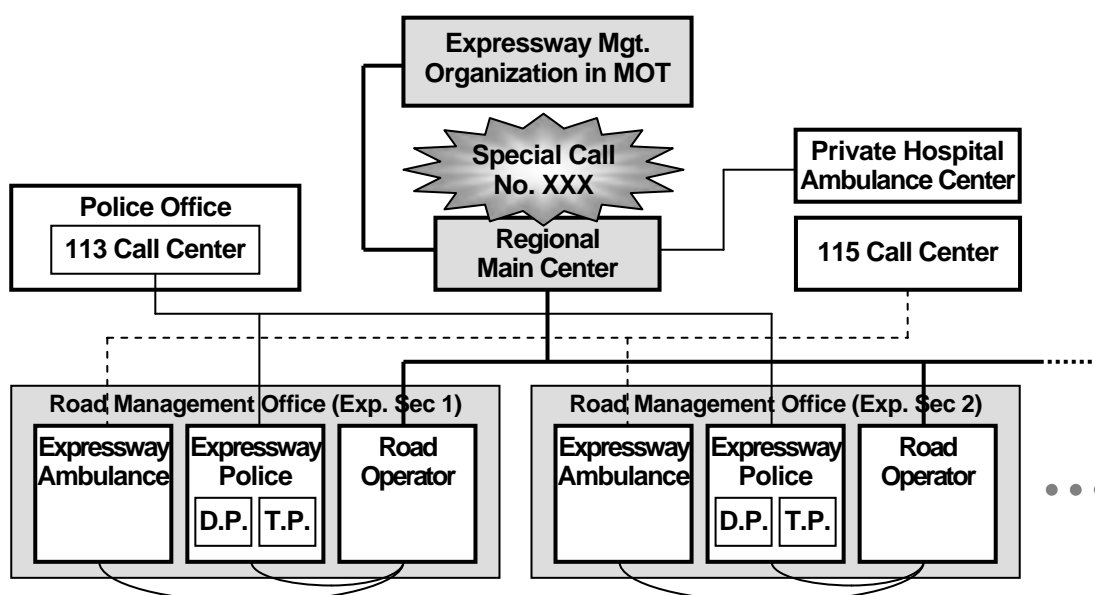 Expressway Mgt.
Organization in MOT
Special Call
No. XXX
Private Hospital
Ambulance Center
Police Office
113 Call Center
Regional
Main Center
115 Call Center
Road Management Office (Exp. Sec 1)
Expressway
Ambulance
Expressway
Police
D.P.
T.P.
Road
Operator
Road Management Office (Exp. Sec 2)
Expressway
Ambulance
Expressway
Police
D.P.
T.P.
Road
Operator